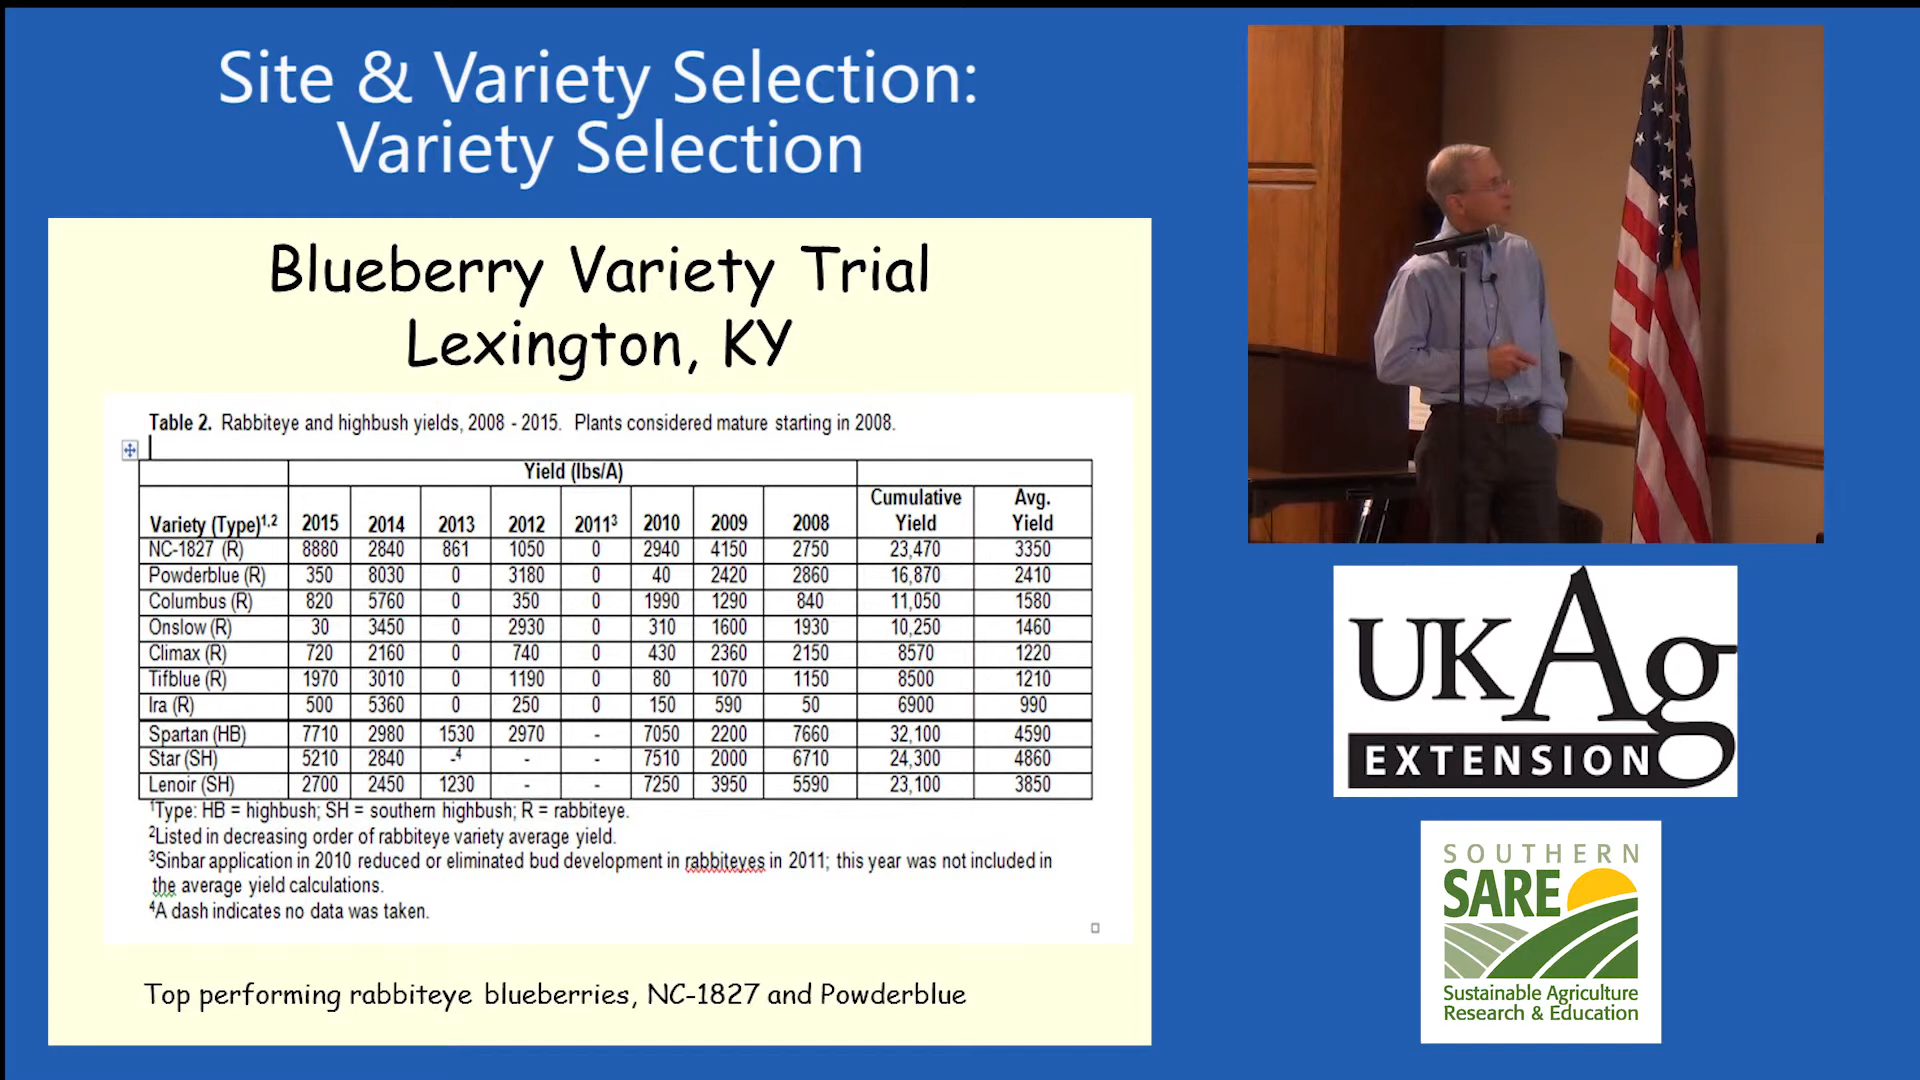 Site & Variety Selection:
Variety Selection
Blueberry Variety Trial
Lexington, KY
Table 2. Rabbiteye and highbush yields, 2008 - 2015. Plants considered mature starting in 2008.
Yield (lbs/A)
Variety (Type)1,2 2015 2014 2013 2012 2011³ 2010 2009 2008 Cumulative Yield Avg. Yield
NC-1827 (R) 8880 2840 861 1050 0 2940 4150 2750 23,470 3350
Powderblue (R) 350 8030 0 3180 0 40 2420 2860 16,870 2410
Columbus (R) 820 5760 0 350 0 1990 1290 840 11,050 1580
Onslow (R) 30 3450 0 2930 0 310 1600 1930 10,250 1460
Climax (R) 720 2160 0 740 0 430 2360 2150 8570 1220
Tifblue (R) 1970 3010 0 1190 0 80 1070 1150 8500 1210
Ira (R) 500 5360 0 250 0 150 590 50 6900 990
Spartan (HB) 7710 2980 1530 2970 - 7050 2200 7660 32,100 4590
Star (SH) 5210 2840 -⁴ - - 7510 2000 6710 24,300 4860
Lenoir (SH) 2700 2450 1230 - - 7250 3950 5590 23,100 3850
¹Type: HB = highbush; SH = southern highbush; R = rabbiteye.
²Listed in decreasing order of rabbiteye variety average yield.
³Sinbar application in 2010 reduced or eliminated bud development in rabbiteyes in 2011; this year was not included in
the average yield calculations.
⁴A dash indicates no data was taken.
Top performing rabbiteye blueberries, NC-1827 and Powderblue
UK Ag
EXTENSION
SOUTHERN
SARE
Sustainable Agriculture
Research & Education